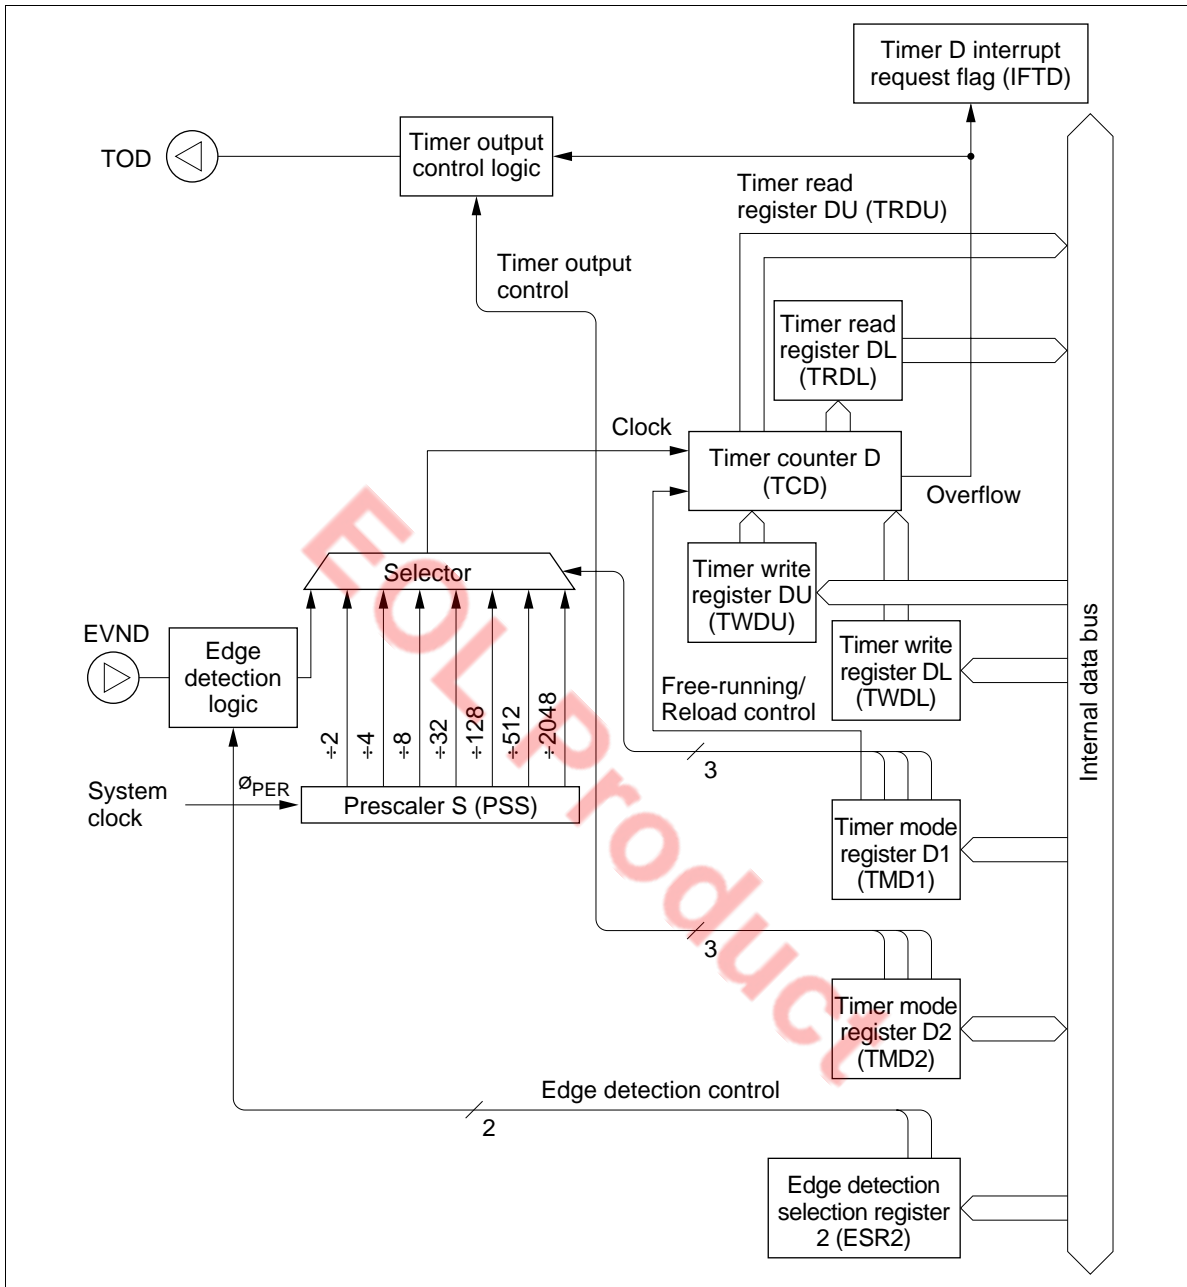 Timer D interrupt
request flag (IFTD)
TOD
Timer output
control logic
Timer read
register DU (TRDU)
Timer output
control
Timer read
register DL
(TRDL)
Clock
Timer counter D
(TCD)
Overflow
Selector
Timer write
register DU
(TWDU)
EVND
Edge
detection
logic
Timer write
register DL
(TWDL)
Free-running/
Reload control
÷2
÷4
÷8
÷32
÷128
÷512
÷2048
3
Internal data bus
System
clock
øPER
Prescaler S (PSS)
Timer mode
register D1
(TMD1)
3
Timer mode
register D2
(TMD2)
Edge detection control
2
Edge detection
selection register
2 (ESR2)
EOL Product